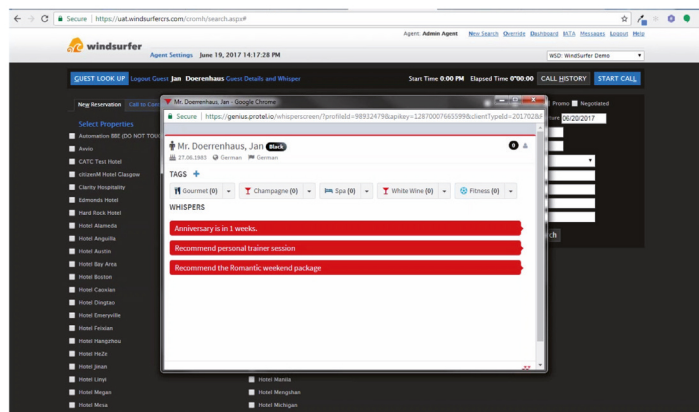 Secure | https://uat.windsurfercrs.com/cromh/search.aspx#
Agent Admin Agent New Search Override Dashboard IATA Messages Logout Help
windsurfer
Agent Settings June 19, 2017 14:17:28 PM
WSD WindSurfer Demo
GUEST LOOK UP Logout Guest Jan Doerenhaus Guest Details and Whisper Start Time 0:00 PM Elapsed Time 0:00:00 CALL HISTORY START CALL
New Reservation Call to
Promo Negotiated
06/20/2017
Select Properties
Automation BBE (DO NOT
Avvio
CATC Test Hotel
citizenM Hotel Glasgow
Clarity Hospitality
Edmonds Hotel
Hard Rock Hotel
Hotel Alameda
Hotel Anguilla
Hotel Austin
Hotel Bay Area
Hotel Boston
Hotel Caoxian
Hotel Dingtao
Hotel Emeryville
Hotel Feixian
Hotel Hangzhou
Hotel HeZe
Hotel Jinan
Hotel Linyi
Hotel Megan
Hotel Mesa
Mr. Doerrenhaus, Jan - Google Chrome
Secure | https://genius.protel.io/whisperscreen/?profileId=98932479&apikey=12870007665599&clientTypeId=201702&
Mr. Doerrenhaus, Jan Black
0
27.06.1983 German German
TAGS +
Gourmet (0) Champagne (0) Spa (0) White Wine (0) Fitness (0)
WHISPERS
Anniversary is in 1 weeks.
Recommend personal trainer session
Recommend the Romantic weekend package
Hotel Manila
Hotel Mengshan
Hotel Michigan